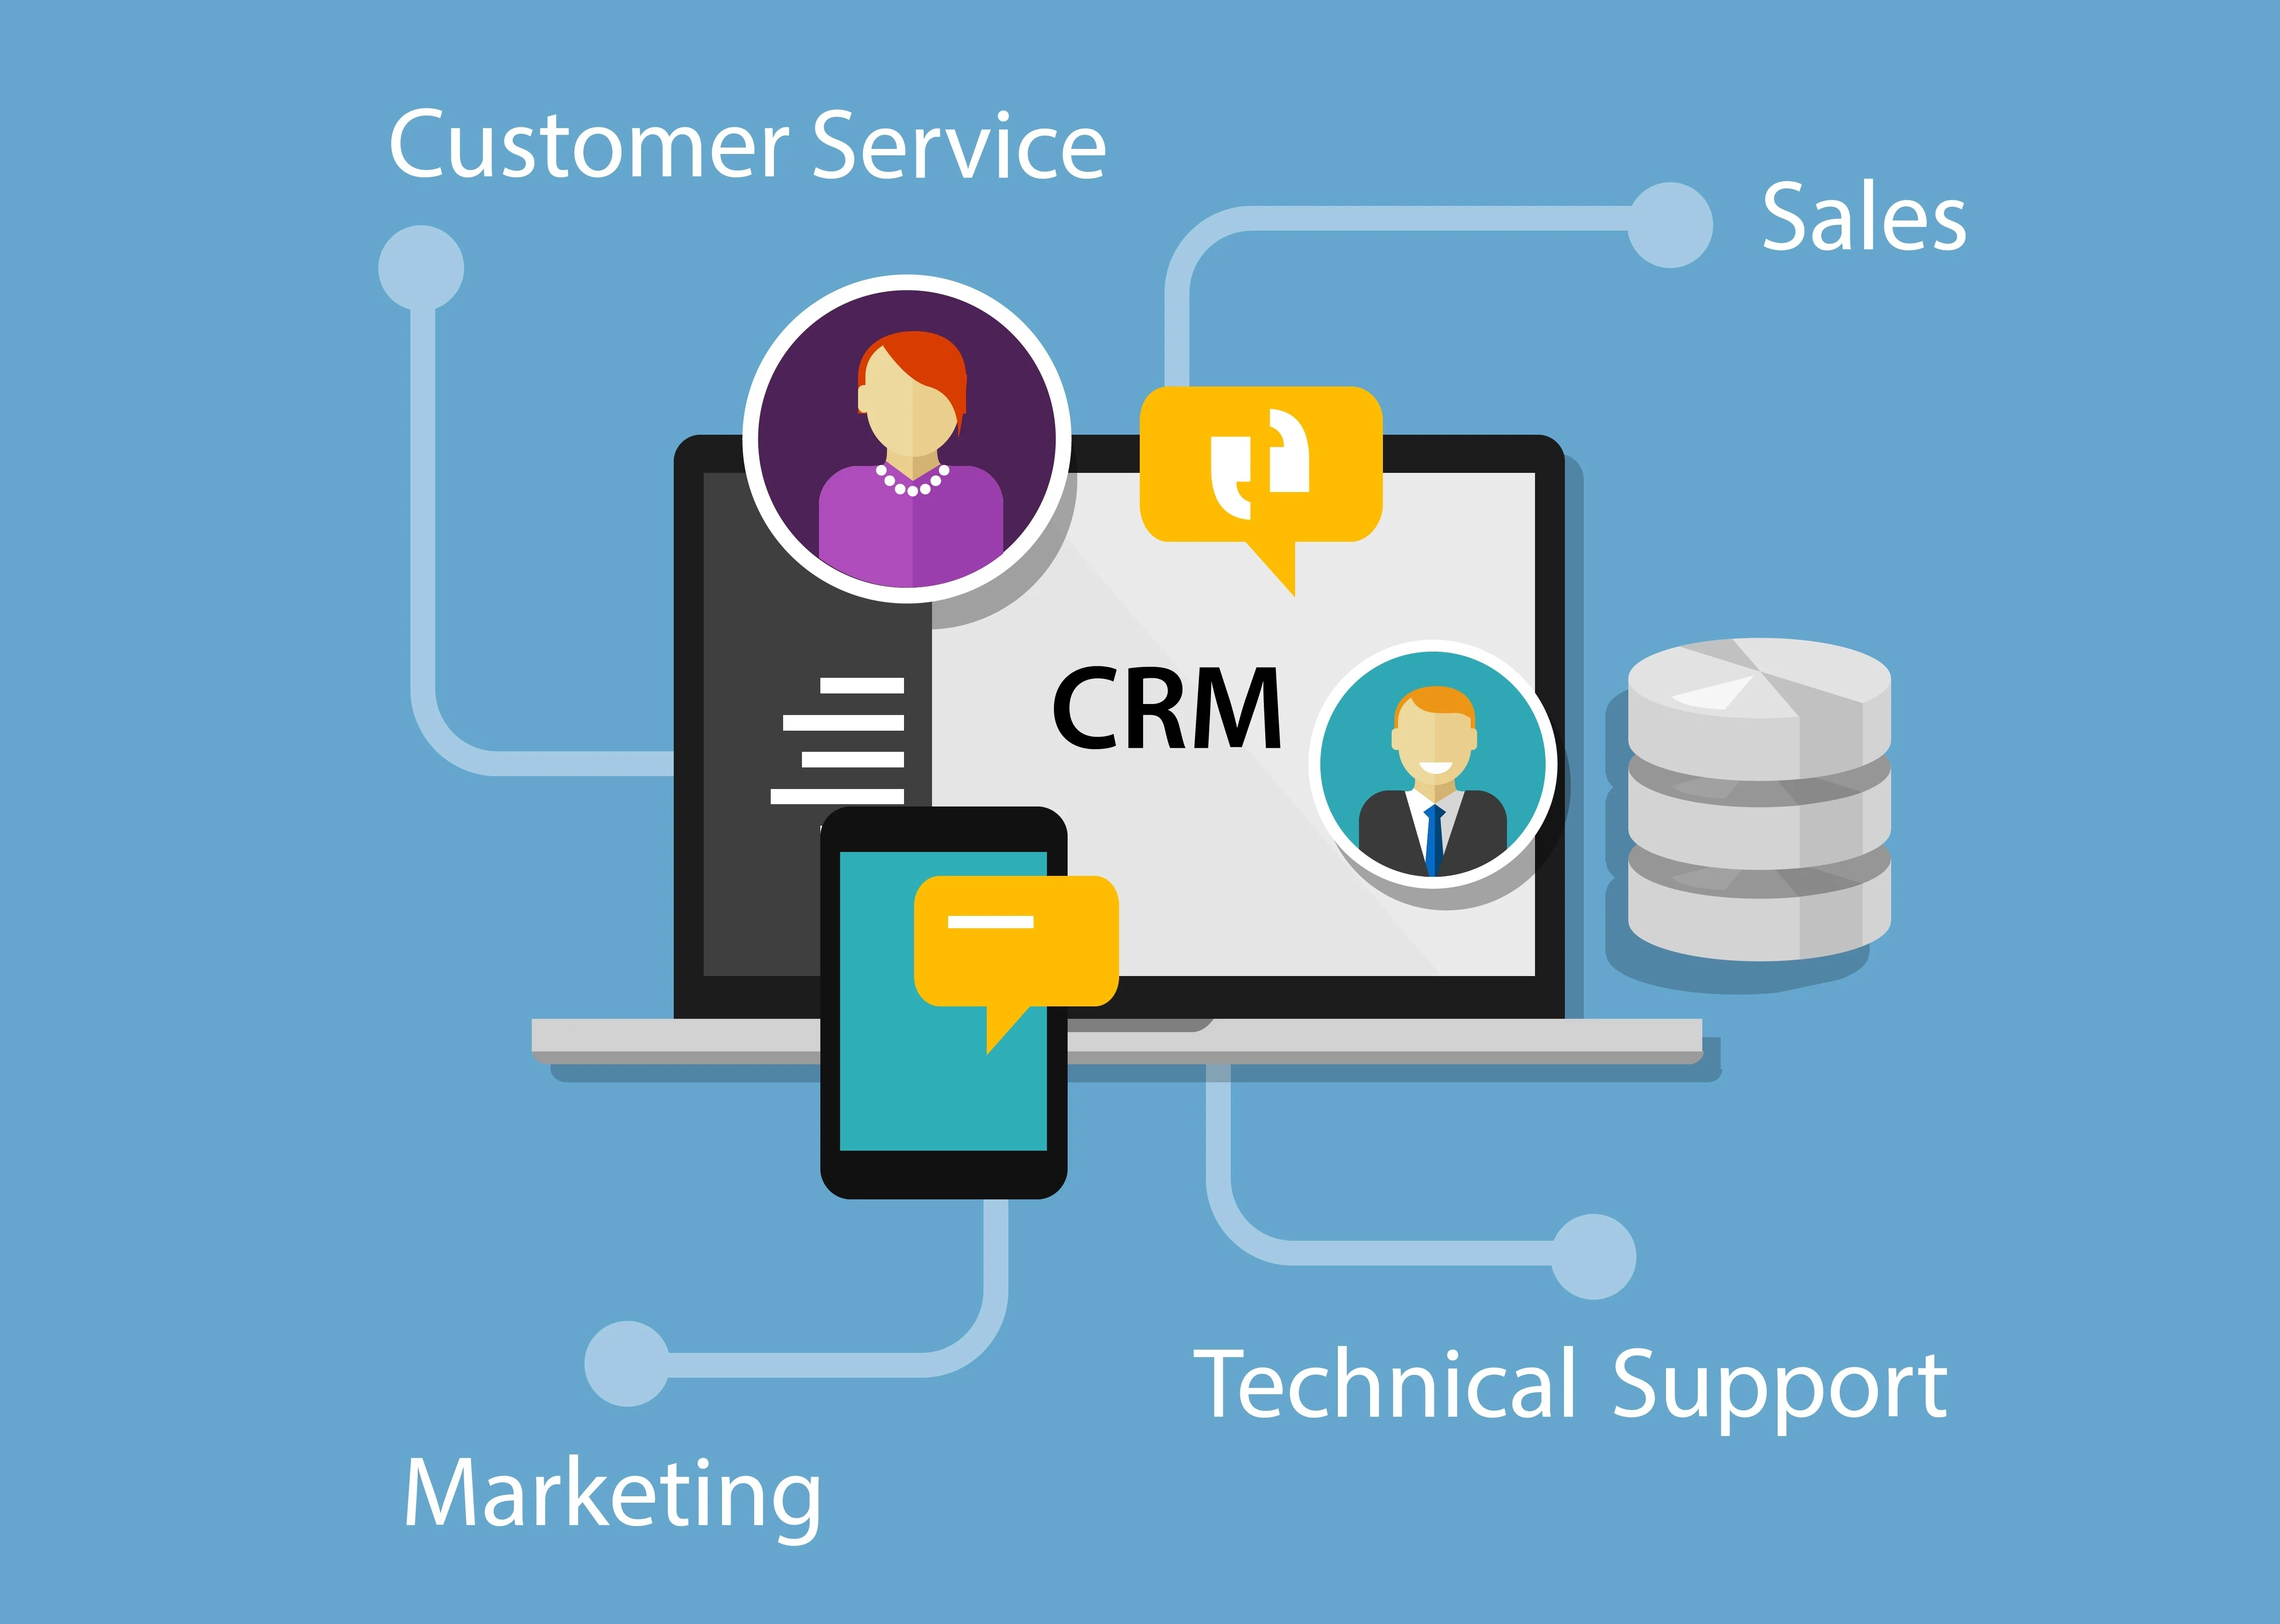 Customer Service
Sales
CRM
Technical Support
Marketing